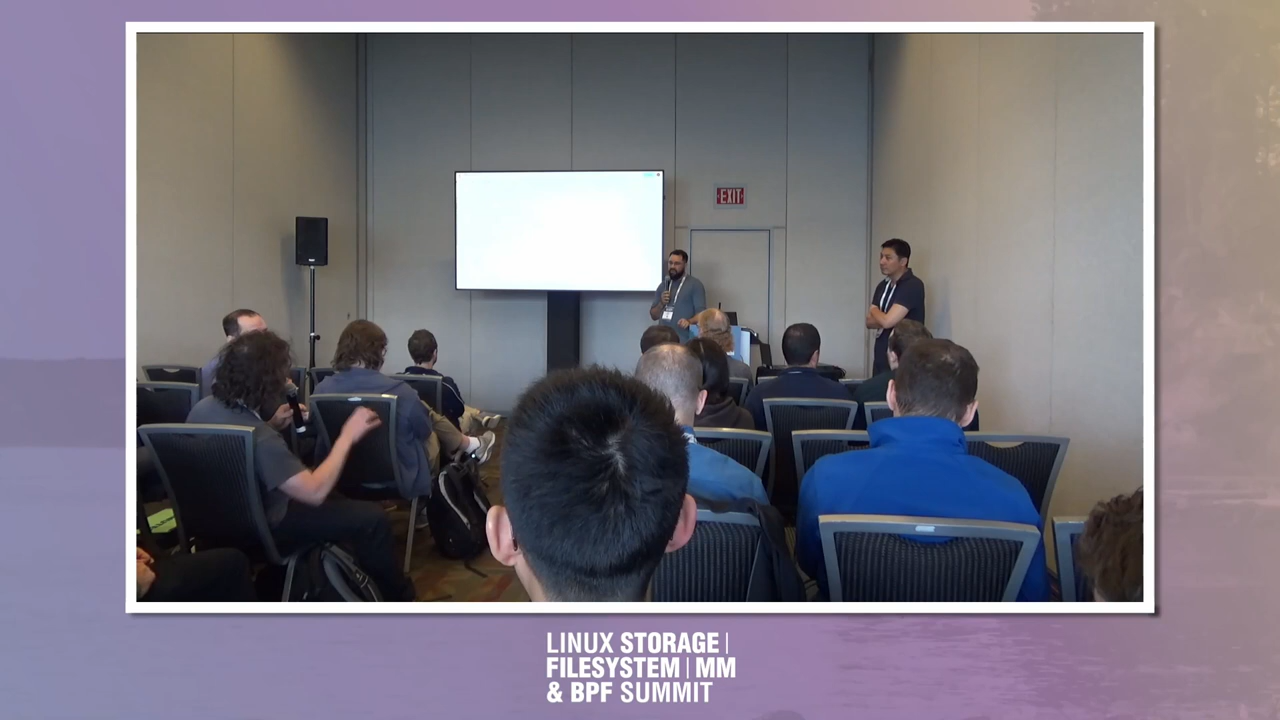 EXIT
LINUX STORAGE |
FILESYSTEM | MM
& BPF SUMMIT